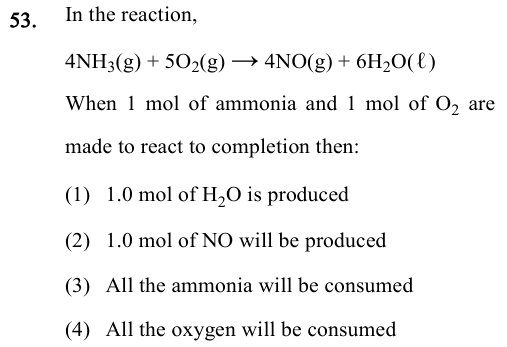 53. In the reaction,
4NH₃(g) + 5O₂(g) ⟶ 4NO(g) + 6H₂O(ℓ)
When 1 mol of ammonia and 1 mol of O₂ are
made to react to completion then:
(1) 1.0 mol of H₂O is produced
(2) 1.0 mol of NO will be produced
(3) All the ammonia will be consumed
(4) All the oxygen will be consumed